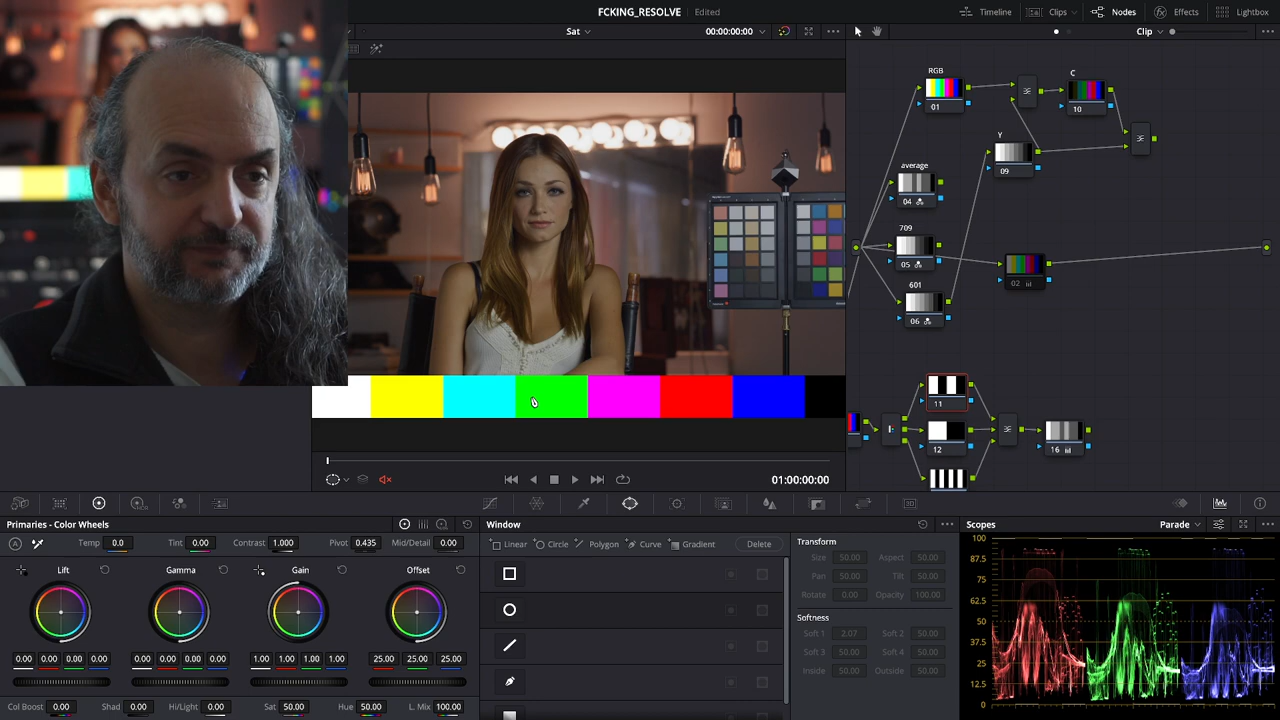 FCKING_RESOLVE Edited
Timeline Clips Nodes Effects Lightbox
Sat 00:00:00:00 Clip
RGB
01
C
10
Y
09
average
04
709
05
02
601
06
11
12
16
01:00:00:00
Primaries - Color Wheels
Temp 0.0 Tint 0.00 Contrast 1.000 Pivot 0.435 Mid/Detail 0.00
Lift Gamma Gain Offset
0.00 0.00 0.00 0.00 0.00 0.00 0.00 0.00 1.00 1.00 1.00 1.00 25.00 25.00 25.00
Col Boost 0.00 Shad 0.00 Hi/Light 0.00 Sat 50.00 Hue 50.00 L. Mix 100.00
Window
Linear Circle Polygon Curve Gradient Delete
Transform
Size 50.00 Aspect 50.00
Pan 50.00 Tilt 50.00
Rotate 0.00 Opacity 100.00
Softness
Soft 1 2.07 Soft 2 50.00
Soft 3 50.00 Soft 4 50.00
Inside 50.00 Outside 50.00
Scopes Parade
100
87.5
75
62.5
50
37.5
25
12.5
0